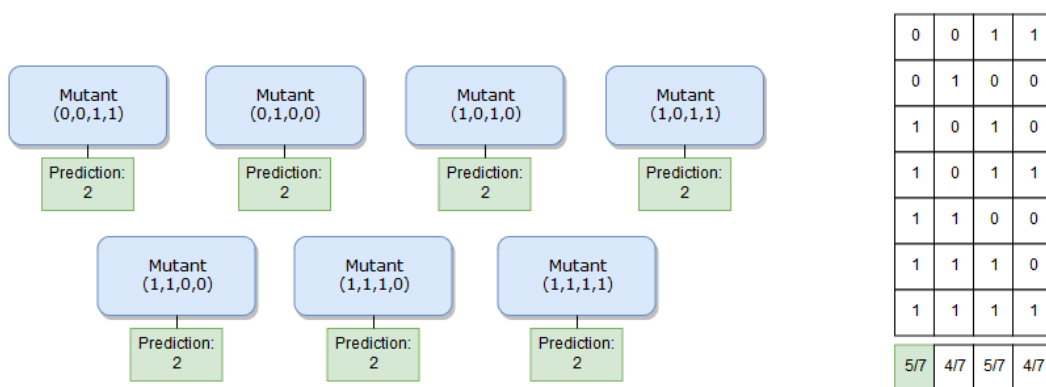 Mutant
(0,0,1,1)
Prediction:
2
Mutant
(0,1,0,0)
Prediction:
2
Mutant
(1,0,1,0)
Prediction:
2
Mutant
(1,0,1,1)
Prediction:
2
Mutant
(1,1,0,0)
Prediction:
2
Mutant
(1,1,1,0)
Prediction:
2
Mutant
(1,1,1,1)
Prediction:
2
0 0 1 1
0 1 0 0
1 0 1 0
1 0 1 1
1 1 0 0
1 1 1 0
1 1 1 1
5/7 4/7 5/7 4/7